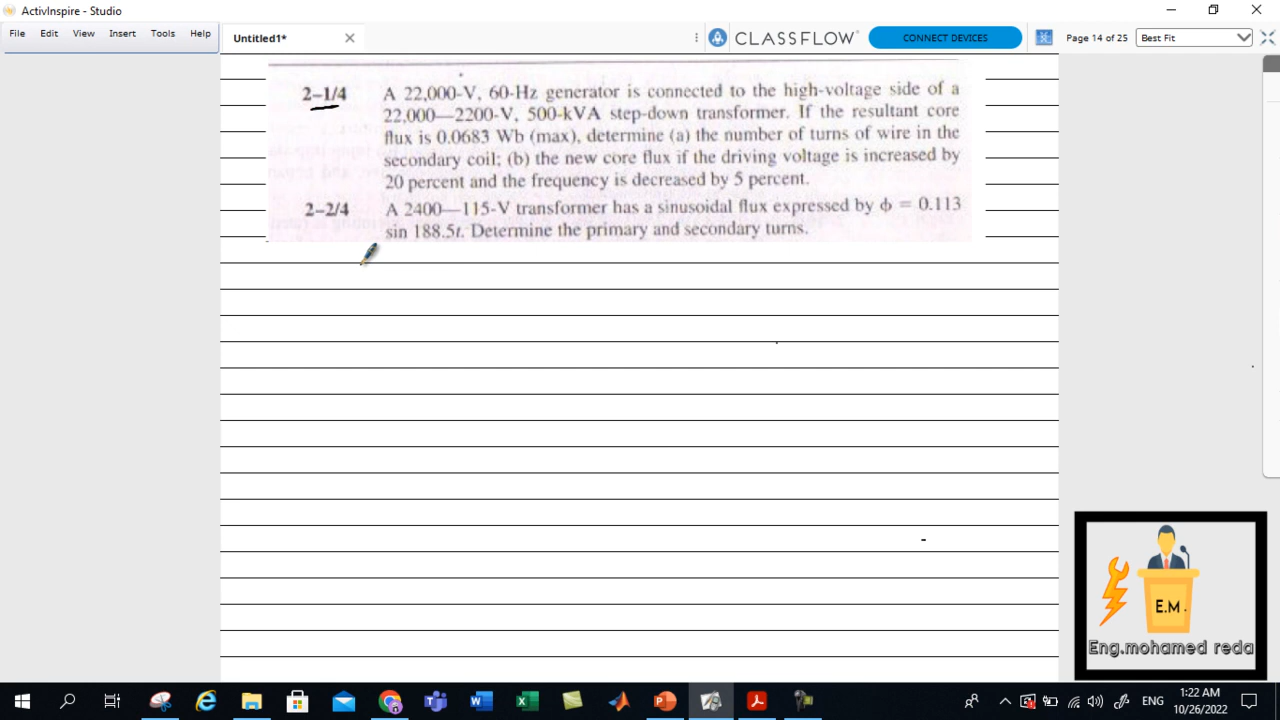 ActivInspire - Studio
File Edit View Insert Tools Help
Untitled1*
CLASSFLOW
CONNECT DEVICES
Page 14 of 25
Best Fit
2–1/4 A 22,000-V, 60-Hz generator is connected to the high-voltage side of a
22,000—2200-V, 500-kVA step-down transformer. If the resultant core
flux is 0.0683 Wb (max), determine (a) the number of turns of wire in the
secondary coil; (b) the new core flux if the driving voltage is increased by
20 percent and the frequency is decreased by 5 percent.
2–2/4 A 2400—115-V transformer has a sinusoidal flux expressed by ϕ = 0.113
sin 188.5t. Determine the primary and secondary turns.
E.M.
Eng.mohamed reda
ENG
1:22 AM
10/26/2022